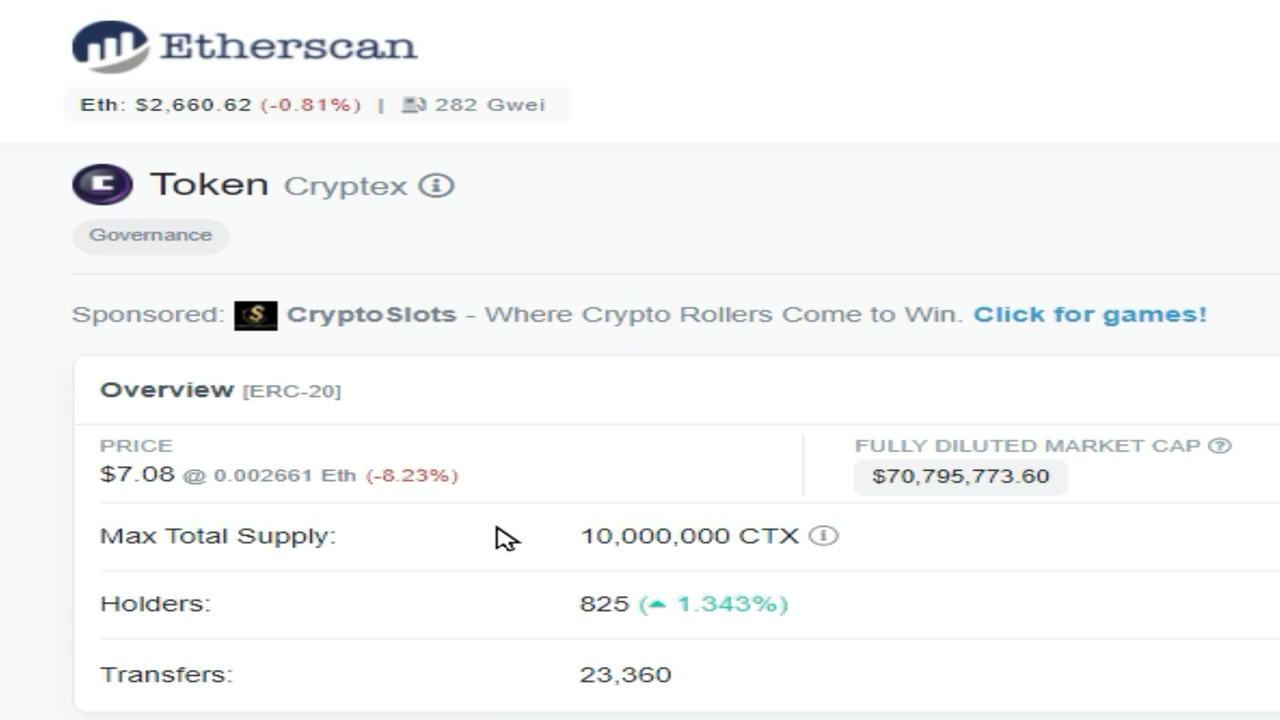 Etherscan
Eth: $2,660.62 (-0.81%) | 282 Gwei
Token Cryptex
Governance
Sponsored: CryptoSlots - Where Crypto Rollers Come to Win. Click for games!
Overview [ERC-20]
PRICE
$7.08 @ 0.002661 Eth (-8.23%)
FULLY DILUTED MARKET CAP
$70,795,773.60
Max Total Supply: 10,000,000 CTX
Holders: 825 (1.343%)
Transfers: 23,360